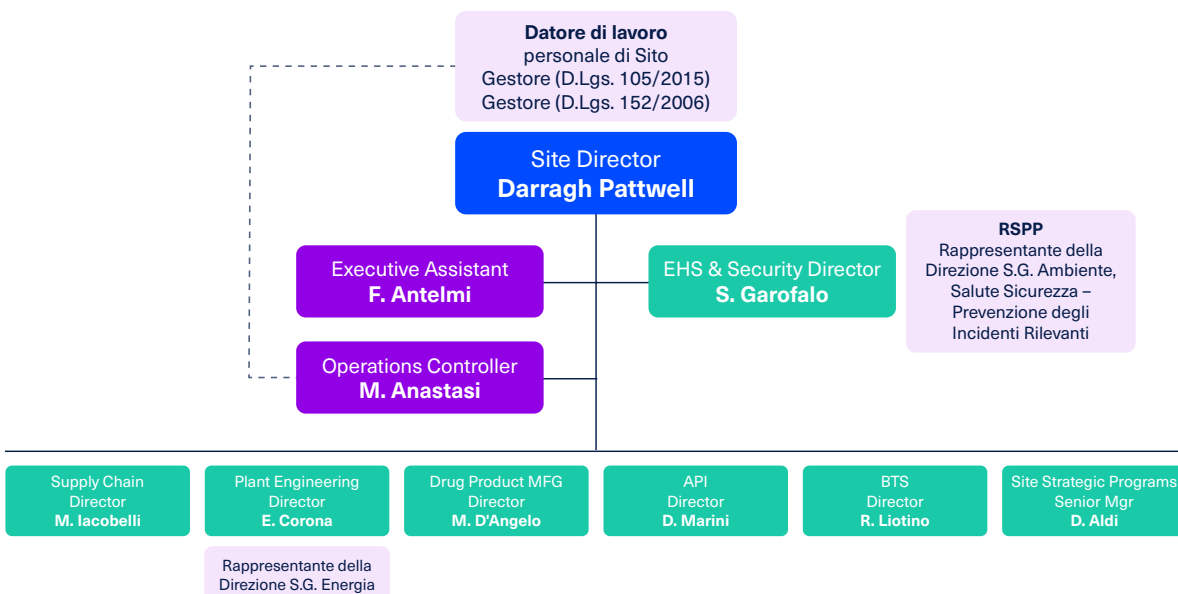 Datore di lavoro
personale di Sito
Gestore (D.Lgs. 105/2015)
Gestore (D.Lgs. 152/2006)
Site Director
Darragh Pattwell
Executive Assistant
F. Antelmi
EHS & Security Director
S. Garofalo
RSPP
Rappresentante della
Direzione S.G. Ambiente,
Salute Sicurezza –
Prevenzione degli
Incidenti Rilevanti
Operations Controller
M. Anastasi
Supply Chain
Director
M. Iacobelli
Plant Engineering
Director
E. Corona
Drug Product MFG
Director
M. D'Angelo
API
Director
D. Marini
BTS
Director
R. Liotino
Site Strategic Programs
Senior Mgr
D. Aldi
Rappresentante della
Direzione S.G. Energia